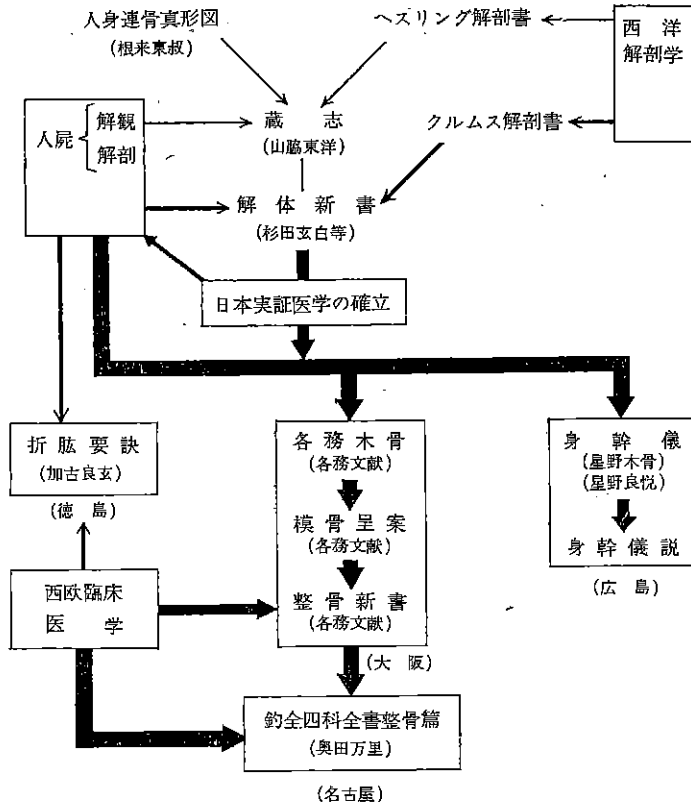 人身連骨真形図
(根来東叔)
ヘスリング解剖書
西洋
解剖学
人屍
解観
解剖
蔵志
(山脇東洋)
クルムス解剖書
解体新書
(杉田玄白等)
日本実証医学の確立
折肱要訣
(加古良玄)
(徳島)
各務木骨
(各務文献)
模骨呈案
(各務文献)
整骨新書
(各務文献)
(大阪)
身幹儀
(星野木骨)
(星野良悦)
身幹儀説
(広島)
西欧臨床
医学
釣全四科全書整骨篇
(奥田万里)
(名古屋)